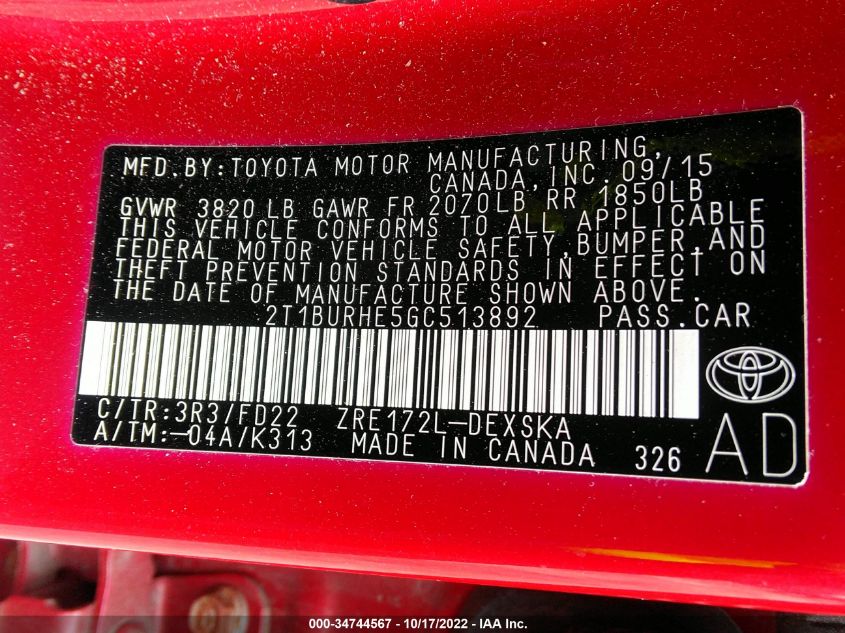 MFD.BY:TOYOTA MOTOR MANUFACTURING,
CANADA,INC.09/15
GVWR 3820LB GAWR FR 2070LB RR 1850LB
THIS VEHICLE CONFORMS TO ALL APPLICABLE
FEDERAL MOTOR VEHICLE SAFETY,BUMPER,AND
THEFT PREVENTION STANDARDS IN EFFECT ON
THE DATE OF MANUFACTURE SHOWN ABOVE.
2T1BURHE5GC513892 PASS.CAR
C/TR:3R3/FD22 ZRE172L-DEXSKA
A/TM:-04A/K313 MADE IN CANADA 326
AD
000-34744567 - 10/17/2022 - IAA Inc.